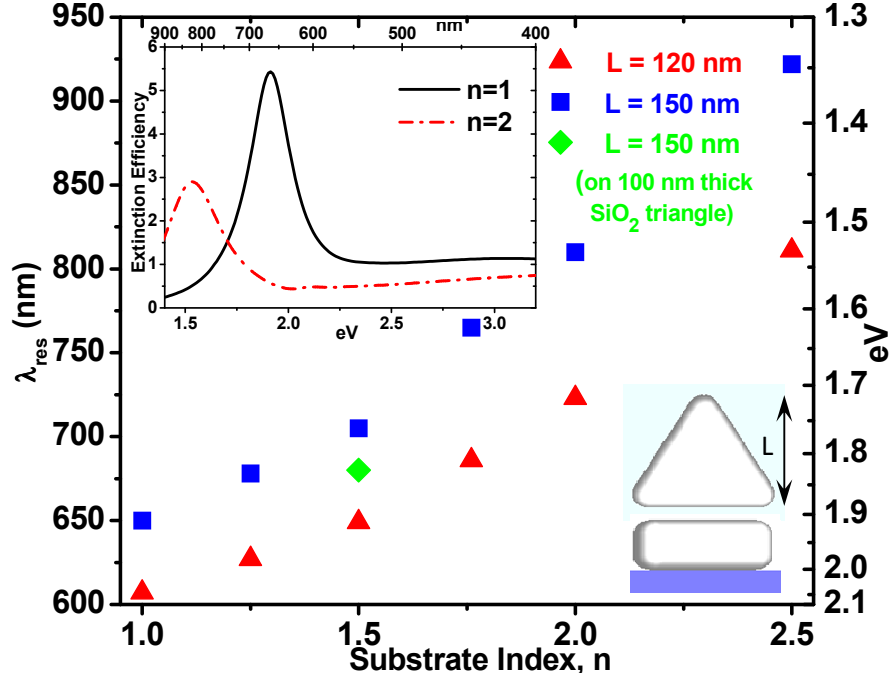 nm
900 800 700 600 500 400
6
5
4
3
2
1
0
Extinction Efficiency
n=1
n=2
1.5 2.0 2.5 3.0
eV
L = 120 nm
L = 150 nm
L = 150 nm
(on 100 nm thick
SiO2 triangle)
950
900
850
800
750
700
650
600
λres (nm)
1.3
1.4
1.5
1.6
1.7
1.8
1.9
2.0
2.1
eV
L
1.0 1.5 2.0 2.5
Substrate Index, n